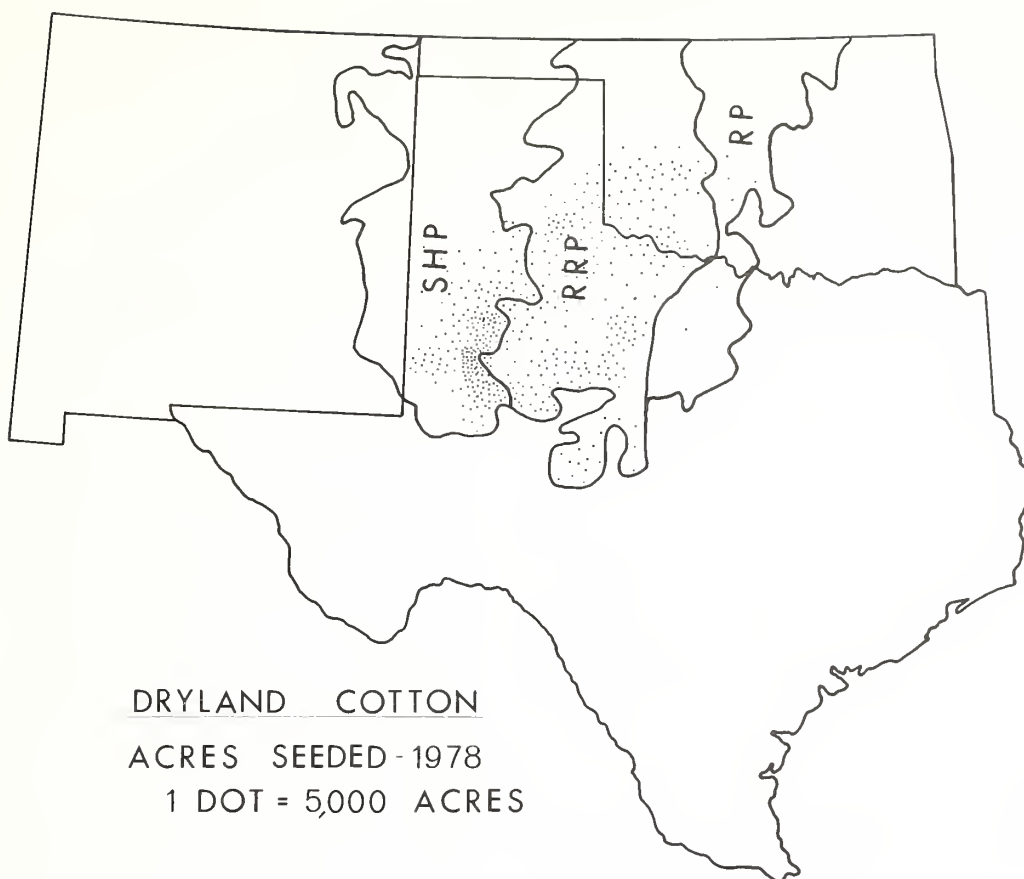 SHP
RRP
RP
DRYLAND COTTON
ACRES SEEDED - 1978
1 DOT = 5,000 ACRES